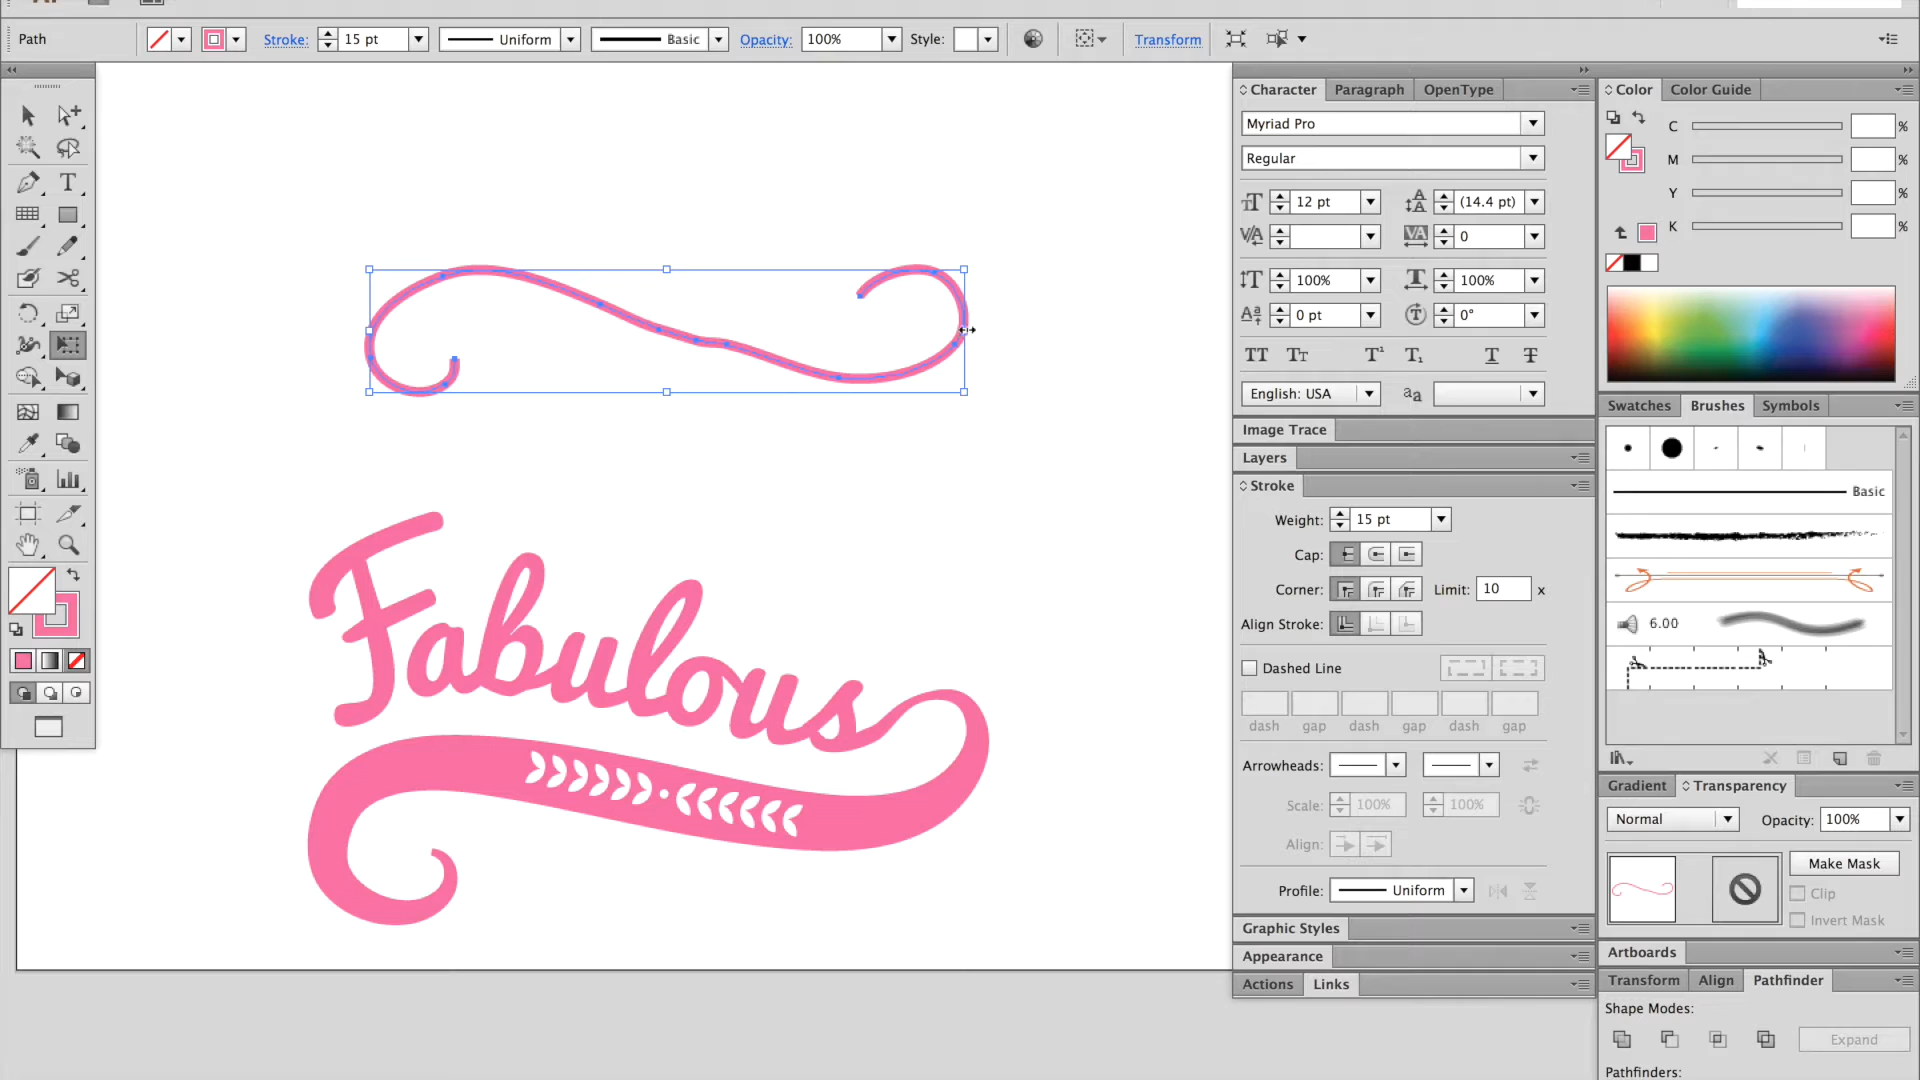 Path
Stroke:
15 pt
Uniform
Basic
Opacity:
100%
Style:
Transform
Character
Paragraph
OpenType
Myriad Pro
Regular
12 pt
(14.4 pt)
0
100%
100%
0 pt
0°
English: USA
Image Trace
Layers
Stroke
Weight:
15 pt
Cap:
Corner:
Limit:
10
x
Align Stroke:
Dashed Line
dash
gap
dash
gap
dash
gap
Arrowheads:
Scale:
100%
100%
Align:
Profile:
Uniform
Graphic Styles
Appearance
Actions
Links
Color
Color Guide
C
%
M
%
Y
%
K
%
Swatches
Brushes
Symbols
Basic
6.00
Gradient
Transparency
Normal
Opacity:
100%
Make Mask
Clip
Invert Mask
Artboards
Transform
Align
Pathfinder
Shape Modes:
Expand
Pathfinders:
Fabulous